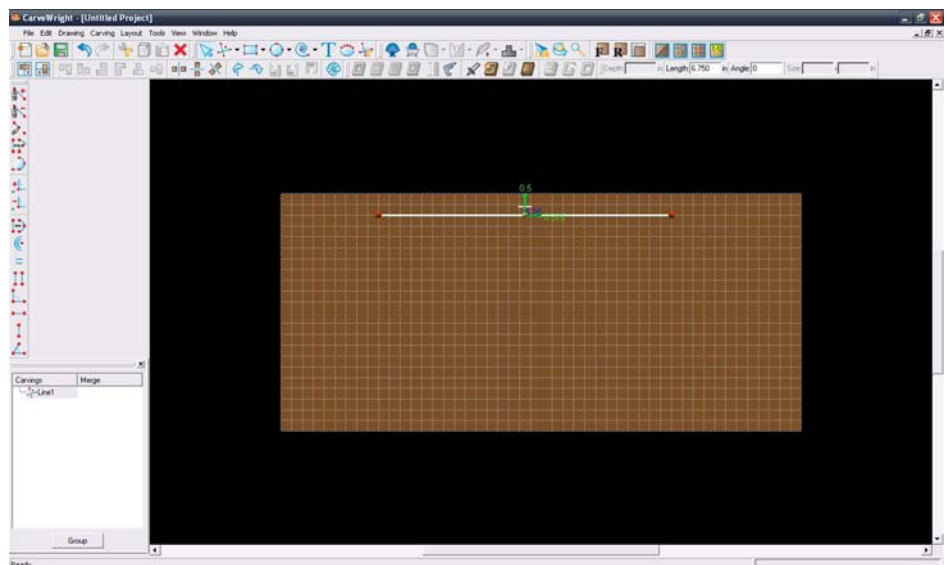 CarveWright - [Untitled Project]
File Edit Drawing Carving Layout Tools View Window Help
Depth: in Length: 6.750 in Angle: 0 Size: in
0.5
Carvings Merge
Line1
Group
Ready